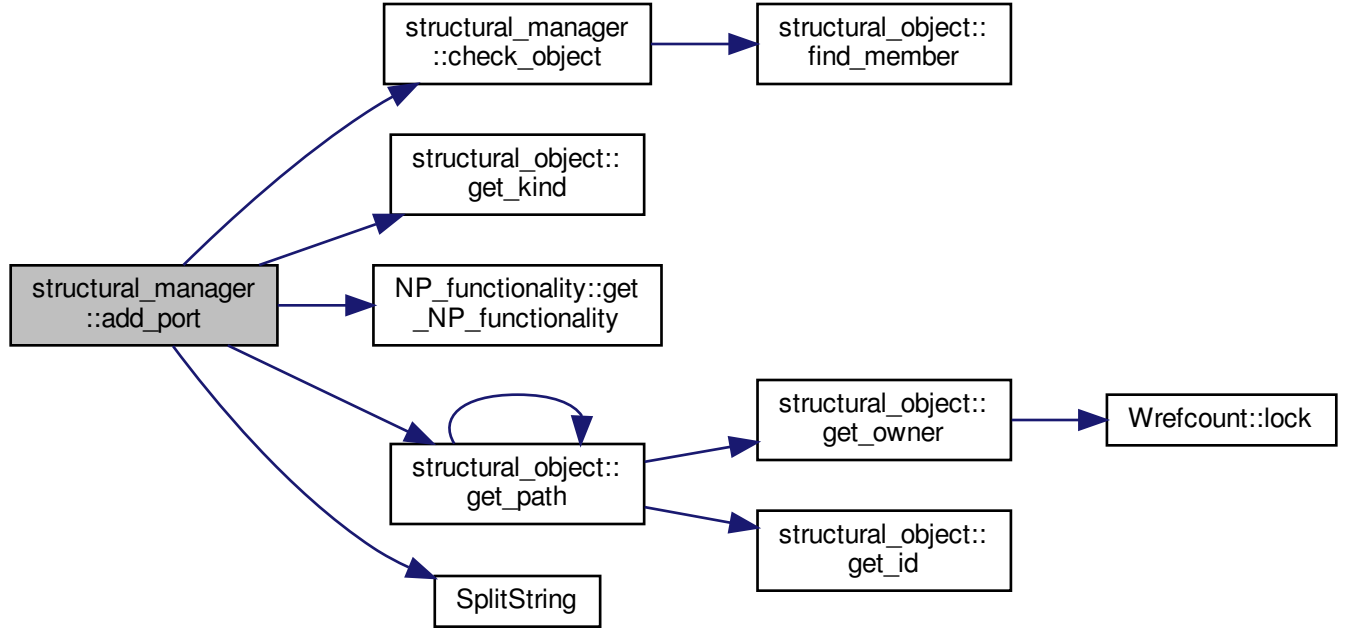 structural_manager
::check_object
structural_object::
find_member
structural_object::
get_kind
structural_manager
::add_port
NP_functionality::get
_NP_functionality
structural_object::
get_path
structural_object::
get_owner
Wrefcount::lock
structural_object::
get_id
SplitString